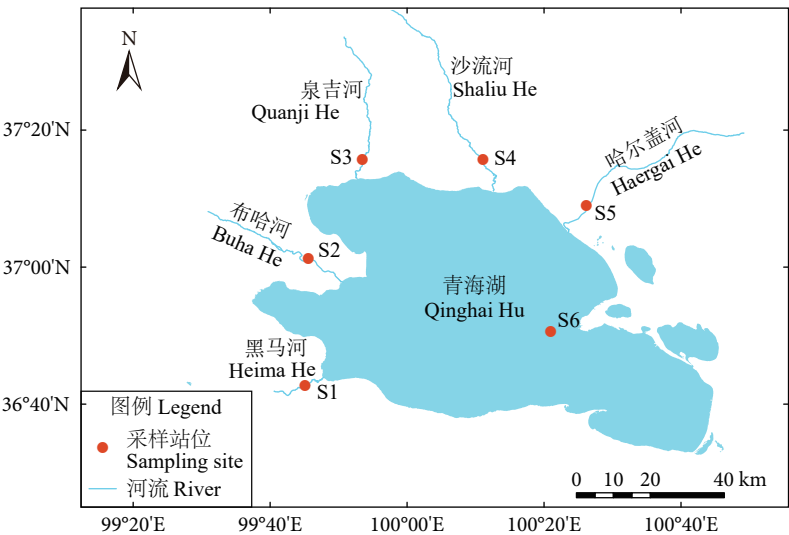 N
泉吉河
Quanji He
沙流河
Shaliu He
哈尔盖河
Haergai He
37°20'N
S3
S4
S5
布哈河
Buha He
S2
37°00'N
青海湖
Qinghai Hu
S6
黑马河
Heima He
S1
36°40'N
图例 Legend
采样站位
Sampling site
河流 River
0 10 20 40 km
99°20'E 99°40'E 100°00'E 100°20'E 100°40'E